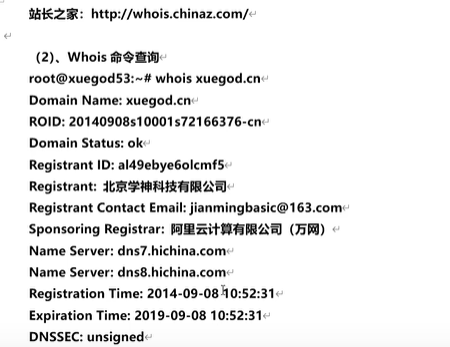 站长之家：http://whois.chinaz.com/
（2）、Whois 命令查询
root@xuegod53:~# whois xuegod.cn
Domain Name: xuegod.cn
ROID: 20140908s10001s72166376-cn
Domain Status: ok
Registrant ID: al49ebye6olcmf5
Registrant: 北京学神科技有限公司
Registrant Contact Email: jianmingbasic@163.com
Sponsoring Registrar: 阿里云计算有限公司（万网）
Name Server: dns7.hichina.com
Name Server: dns8.hichina.com
Registration Time: 2014-09-08 10:52:31
Expiration Time: 2019-09-08 10:52:31
DNSSEC: unsigned